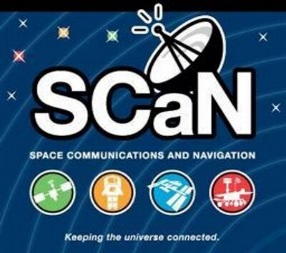 SCaN
SPACE COMMUNICATIONS AND NAVIGATION
Keeping the universe connected.